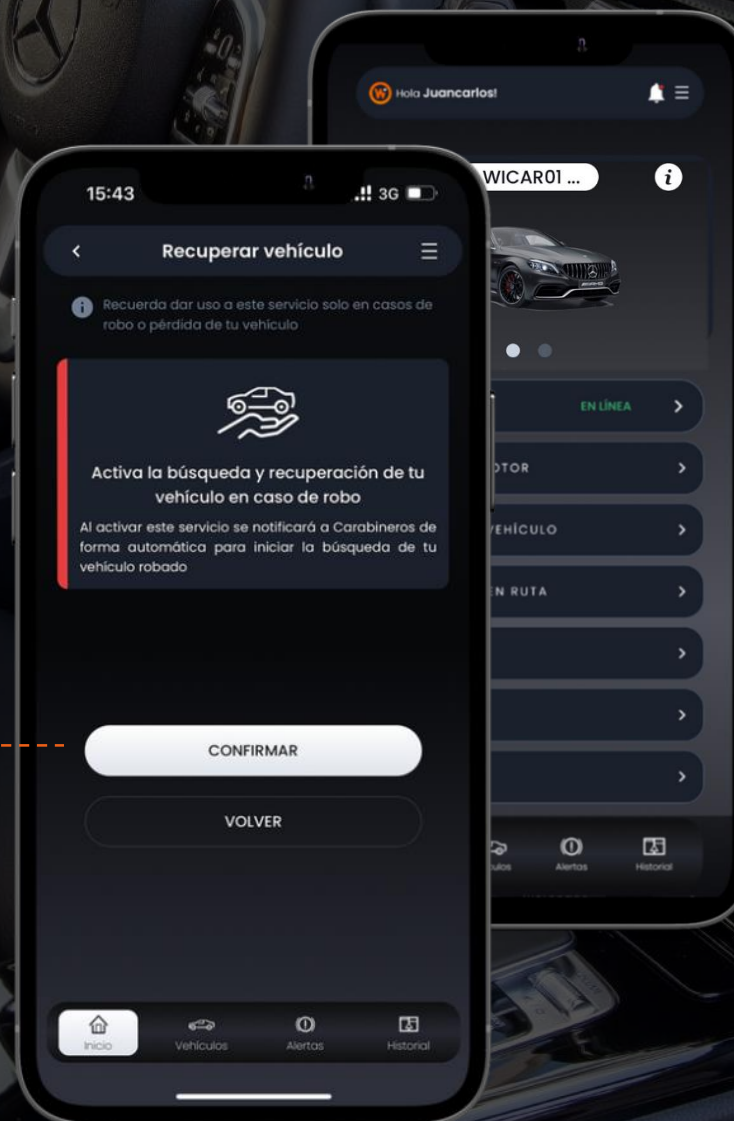 15:43
3G
Recuperar vehículo
Recuerda dar uso a este servicio solo en casos de
robo o pérdida de tu vehículo
Activa la búsqueda y recuperación de tu
vehículo en caso de robo
Al activar este servicio se notificará a Carabineros de
forma automática para iniciar la búsqueda de tu
vehículo robado
CONFIRMAR
VOLVER
Inicio
Vehículos
Alertas
Historial
Hola Juancarlos!
WICAR01 ...
EN LÍNEA
OTOR
VEHÍCULO
EN RUTA
ulos
Alertas
Historial